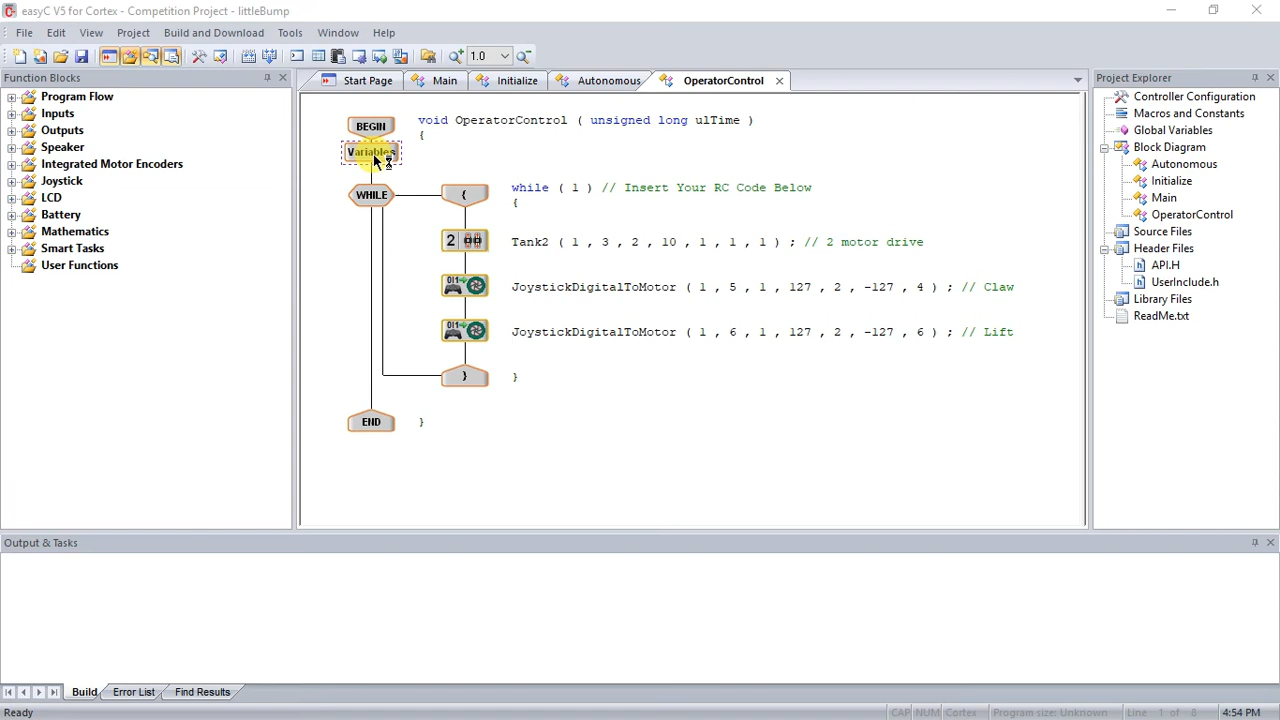 easyC V5 for Cortex - Competition Project - littleBump
File Edit View Project Build and Download Tools Window Help
1.0
Function Blocks
Program Flow
Inputs
Outputs
Speaker
Integrated Motor Encoders
Joystick
LCD
Battery
Mathematics
Smart Tasks
User Functions
Start Page Main Initialize Autonomous OperatorControl
BEGIN void OperatorControl ( unsigned long ulTime )
{
Variables
WHILE { while ( 1 ) // Insert Your RC Code Below
{
2 Tank2 ( 1 , 3 , 2 , 10 , 1 , 1 , 1 ) ; // 2 motor drive
JoystickDigitalToMotor ( 1 , 5 , 1 , 127 , 2 , -127 , 4 ) ; // Claw
JoystickDigitalToMotor ( 1 , 6 , 1 , 127 , 2 , -127 , 6 ) ; // Lift
} }
END }
Project Explorer
Controller Configuration
Macros and Constants
Global Variables
Block Diagram
Autonomous
Initialize
Main
OperatorControl
Source Files
Header Files
API.H
UserInclude.h
Library Files
ReadMe.txt
Output & Tasks
Build Error List Find Results
Ready CAP NUM Cortex Program size: Unknown Line 1 of 8 4:54 PM